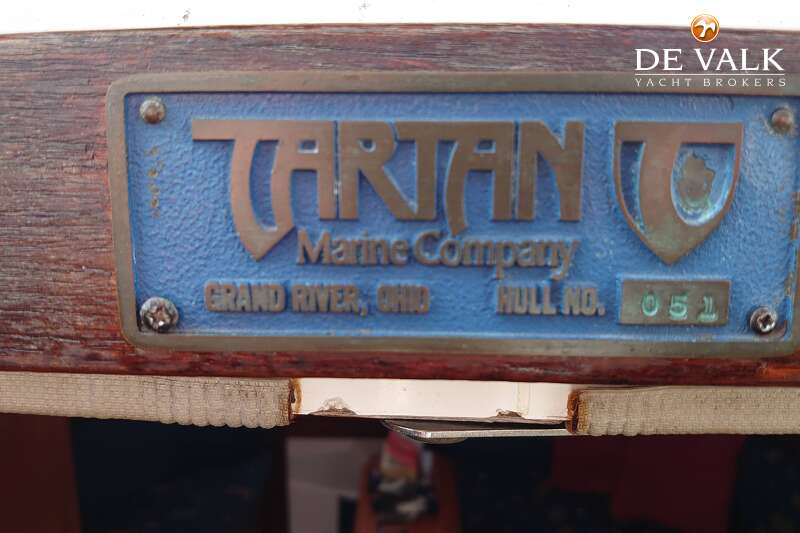 DE VALK
YACHT BROKERS
TARTAN
Marine Company
GRAND RIVER, OHIO HULL NO. 051